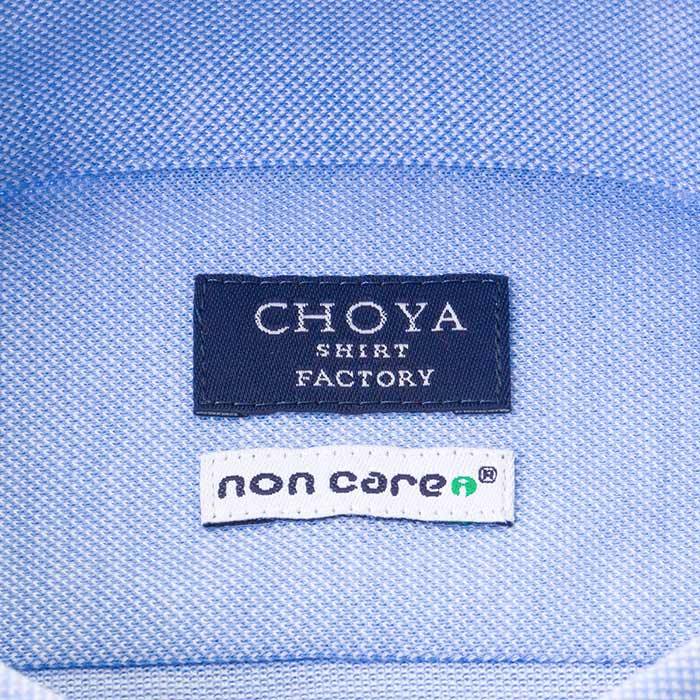 CHOYA
SHIRT
FACTORY
non care i®